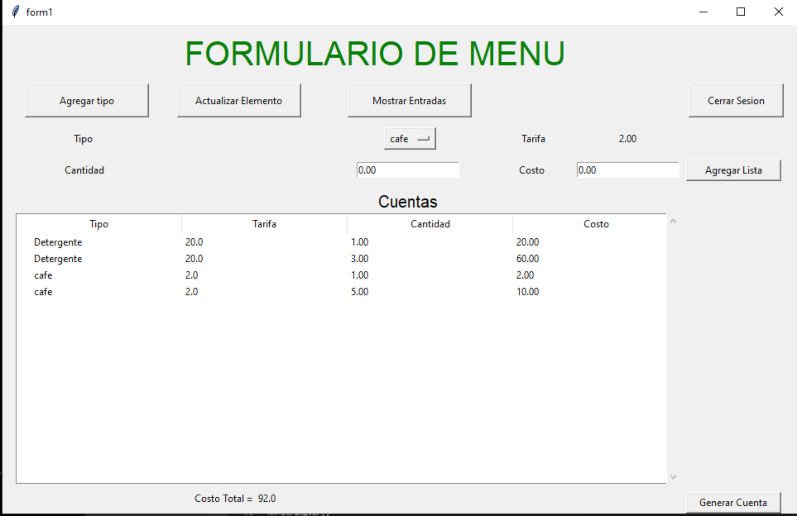 form1
FORMULARIO DE MENU
Agregar tipo Actualizar Elemento Mostrar Entradas Cerrar Sesion
Tipo cafe Tarifa 2.00
Cantidad 0.00 Costo 0.00 Agregar Lista
Cuentas
Tipo Tarifa Cantidad Costo
Detergente 20.0 1.00 20.00
Detergente 20.0 3.00 60.00
cafe 2.0 1.00 2.00
cafe 2.0 5.00 10.00
Costo Total = 92.0 Generar Cuenta